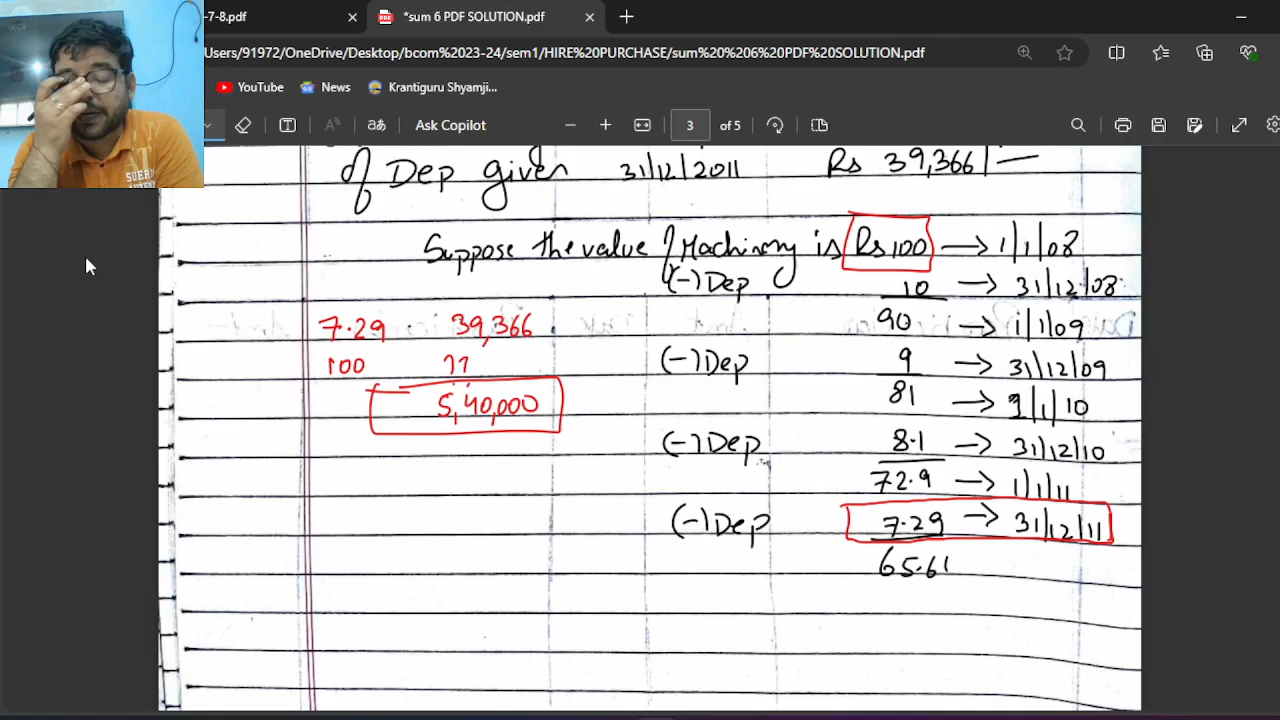 -7-8.pdf
*sum 6 PDF SOLUTION.pdf
Users/91972/OneDrive/Desktop/bcom%2023-24/sem1/HIRE%20PURCHASE/sum%20%206%20PDF%20SOLUTION.pdf
YouTube News Krantiguru Shyamji...
aあ Ask Copilot 3 of 5
of Dep given 31/12/2011 Rs 39,366/-
Suppose the value of Machinery is Rs 100 → 1/1/08
(-) Dep 10 → 31/12/08
7.29 39,366 90 → 1/1/09
100 ?? (-) Dep 9 → 31/12/09
5,40,000 81 → 1/10
(-) Dep 8.1 → 31/12/10
72.9 → 1/1/11
(-) Dep 7.29 → 31/12/11
65.61